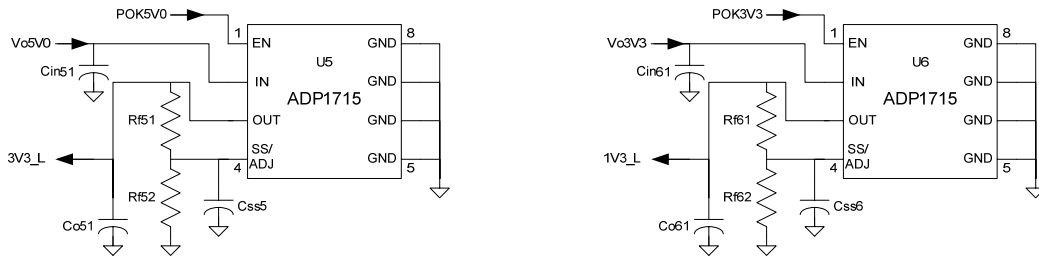 POK5V0
1
8
EN
GND
Vo5V0
U5
Cin51
IN
GND
ADP1715
Rf51
OUT
GND
SS/
ADJ
GND
3V3_L
4
5
Rf52
Css5
Co51
POK3V3
1
8
EN
GND
Vo3V3
U6
Cin61
IN
GND
ADP1715
Rf61
OUT
GND
SS/
ADJ
GND
1V3_L
4
5
Rf62
Css6
Co61